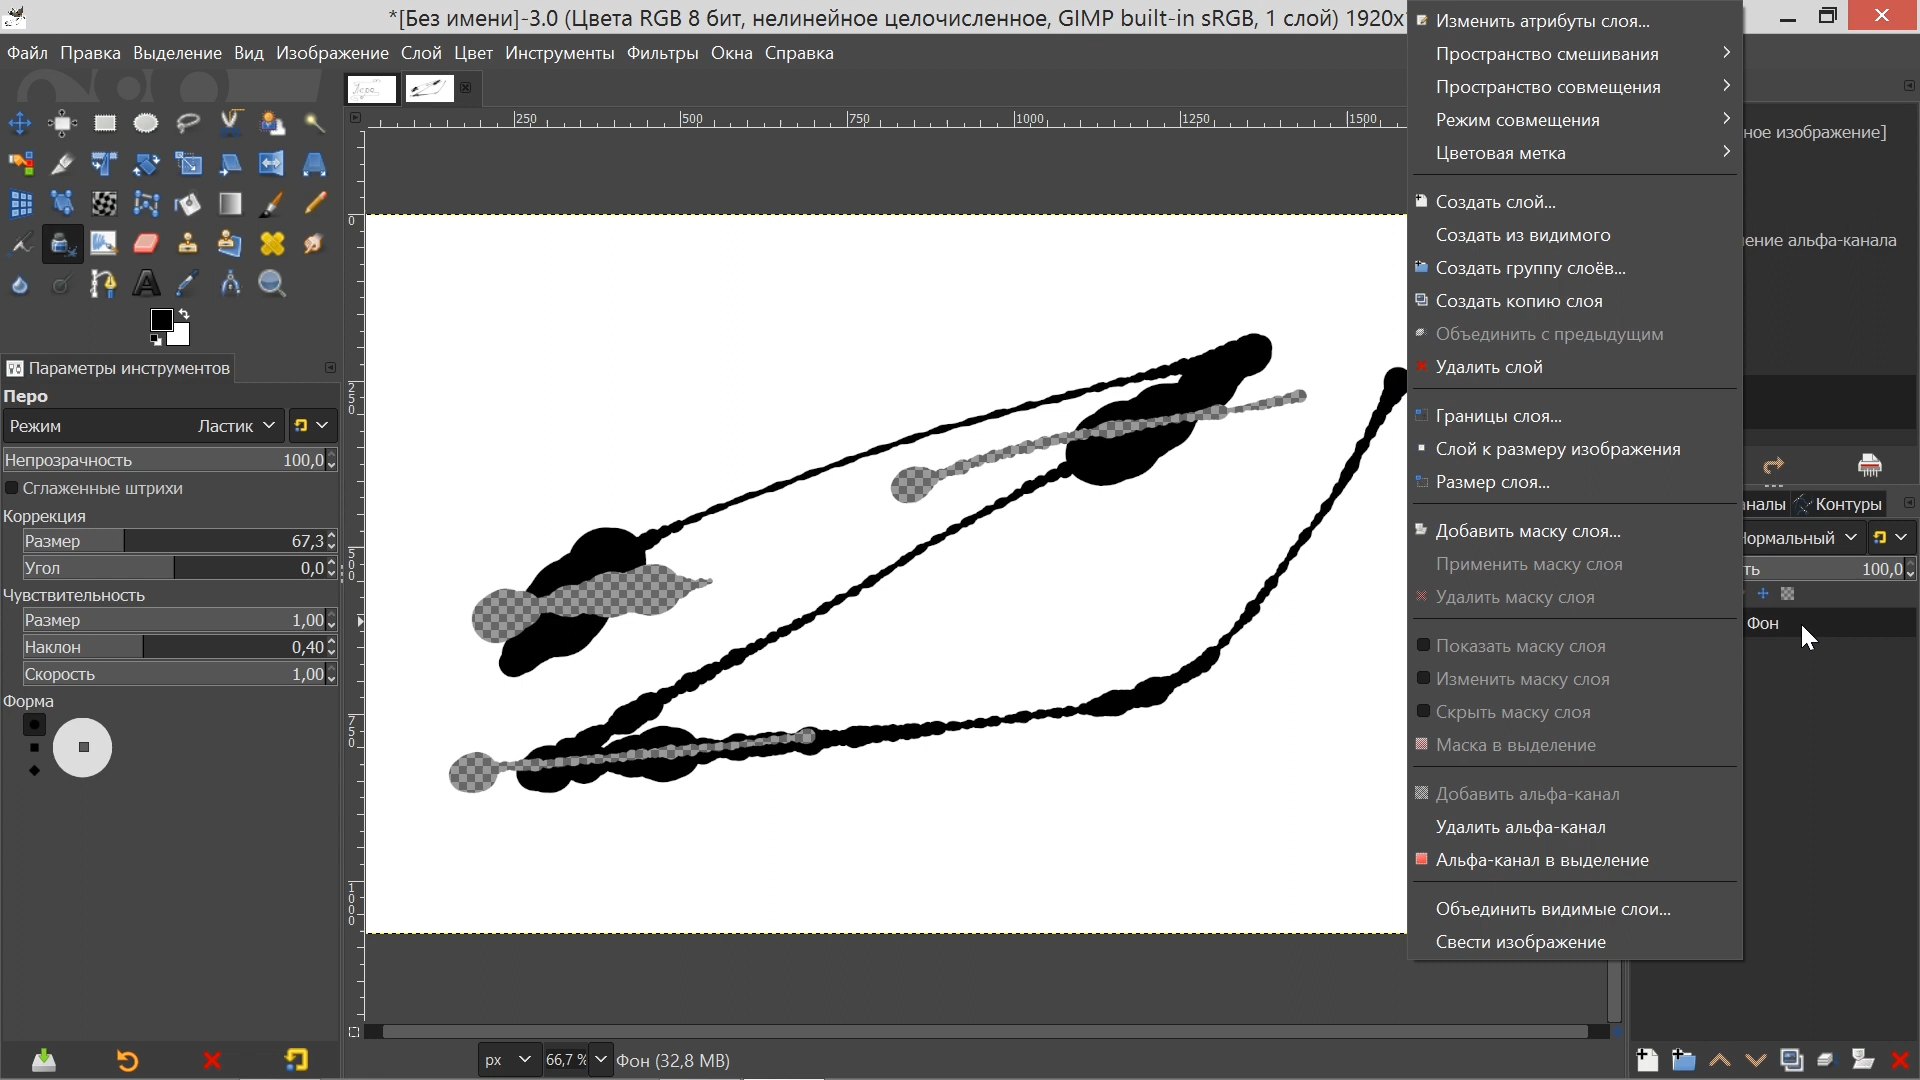 *[Без имени]-3.0 (Цвета RGB 8 бит, нелинейное целочисленное, GIMP built-in sRGB, 1 слой) 1920x
Файл Правка Выделение Вид Изображение Слой Цвет Инструменты Фильтры Окна Справка
250 500 750 1000 1250 1500
0
250
500
750
1000
Параметры инструментов
Перо
Режим Ластик
Непрозрачность 100,0
Сглаженные штрихи
Коррекция
Размер 67,3
Угол 0,0
Чувствительность
Размер 1,00
Наклон 0,40
Скорость 1,00
Форма
px 66,7 % Фон (32,8 MB)
Изменить атрибуты слоя...
Пространство смешивания
Пространство совмещения
Режим совмещения
Цветовая метка
Создать слой...
Создать из видимого
Создать группу слоёв...
Создать копию слоя
Объединить с предыдущим
Удалить слой
Границы слоя...
Слой к размеру изображения
Размер слоя...
Добавить маску слоя...
Применить маску слоя
Удалить маску слоя
Показать маску слоя
Изменить маску слоя
Скрыть маску слоя
Маска в выделение
Добавить альфа-канал
Удалить альфа-канал
Альфа-канал в выделение
Объединить видимые слои...
Свести изображение
ное изображение]
ение альфа-канала
аналы Контуры
Нормальный
ть 100,0
Фон